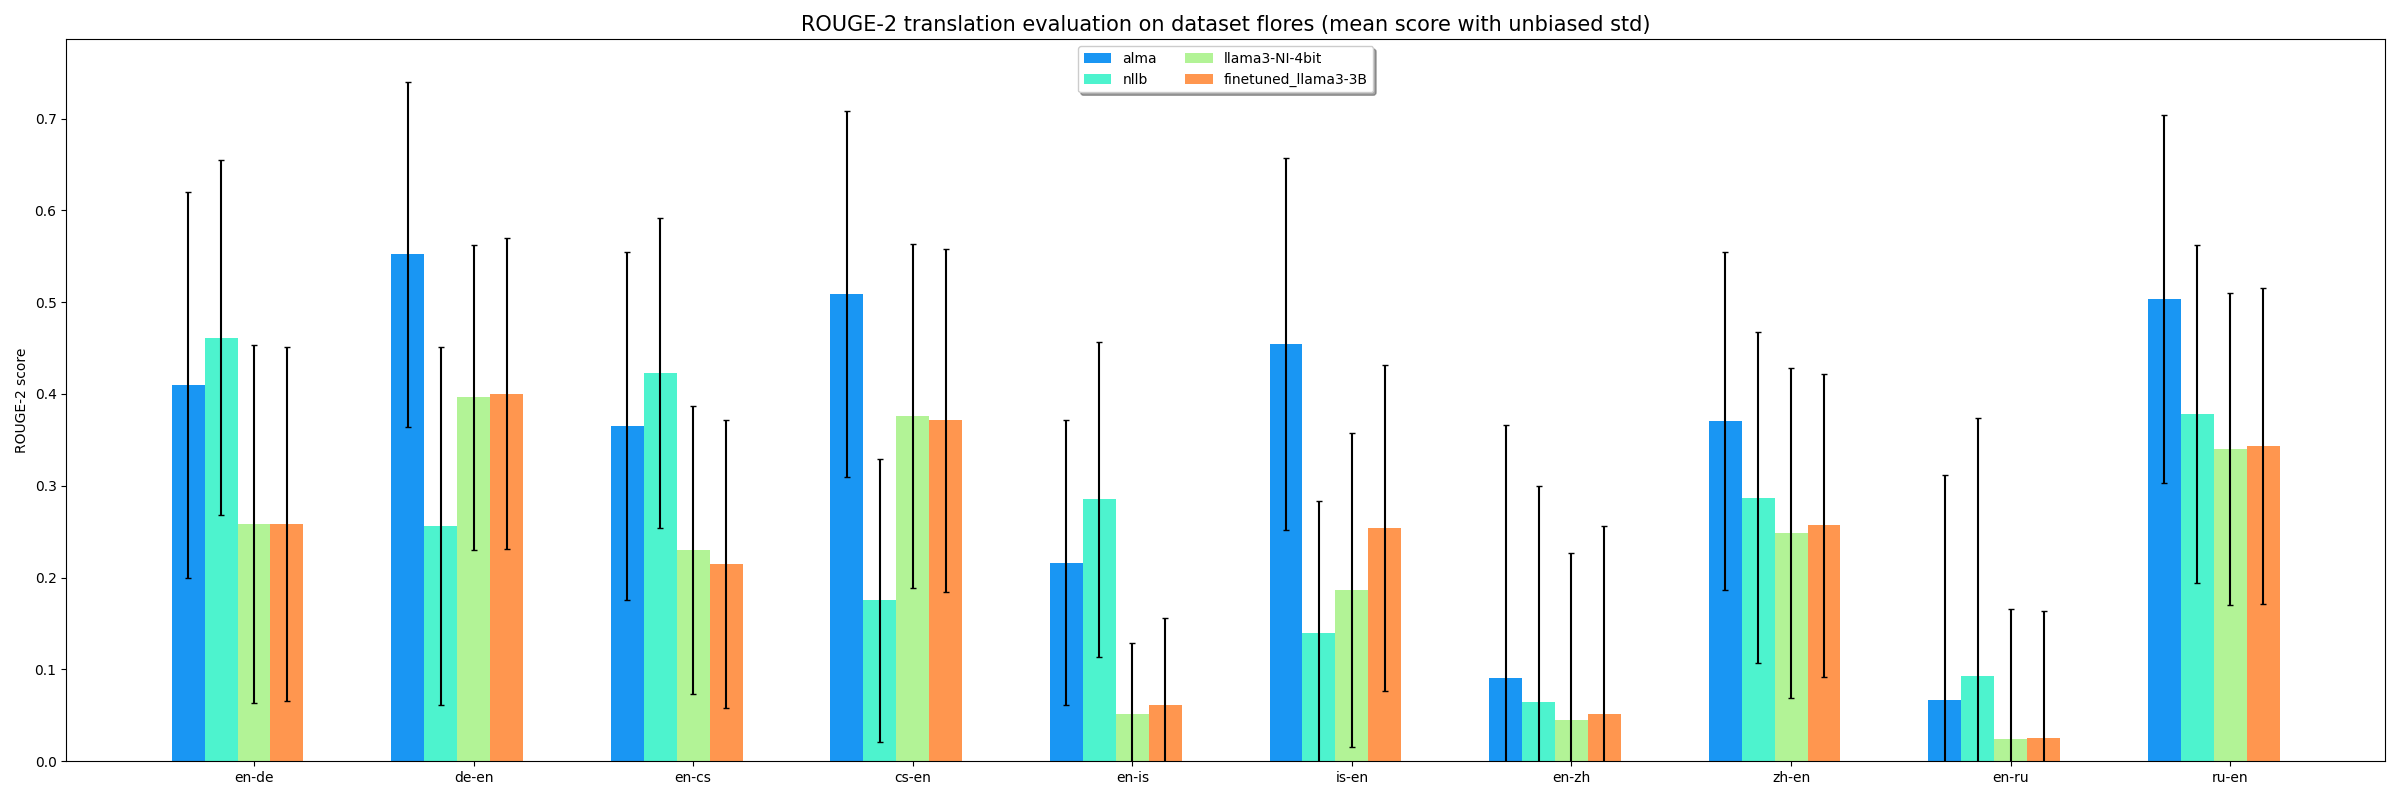 ROUGE-2 translation evaluation on dataset flores (mean score with unbiased std)
alma
nllb
llama3-NI-4bit
finetuned_llama3-3B
ROUGE-2 score
0.7
0.6
0.5
0.4
0.3
0.2
0.1
0.0
en-de de-en en-cs cs-en en-is is-en en-zh zh-en en-ru ru-en